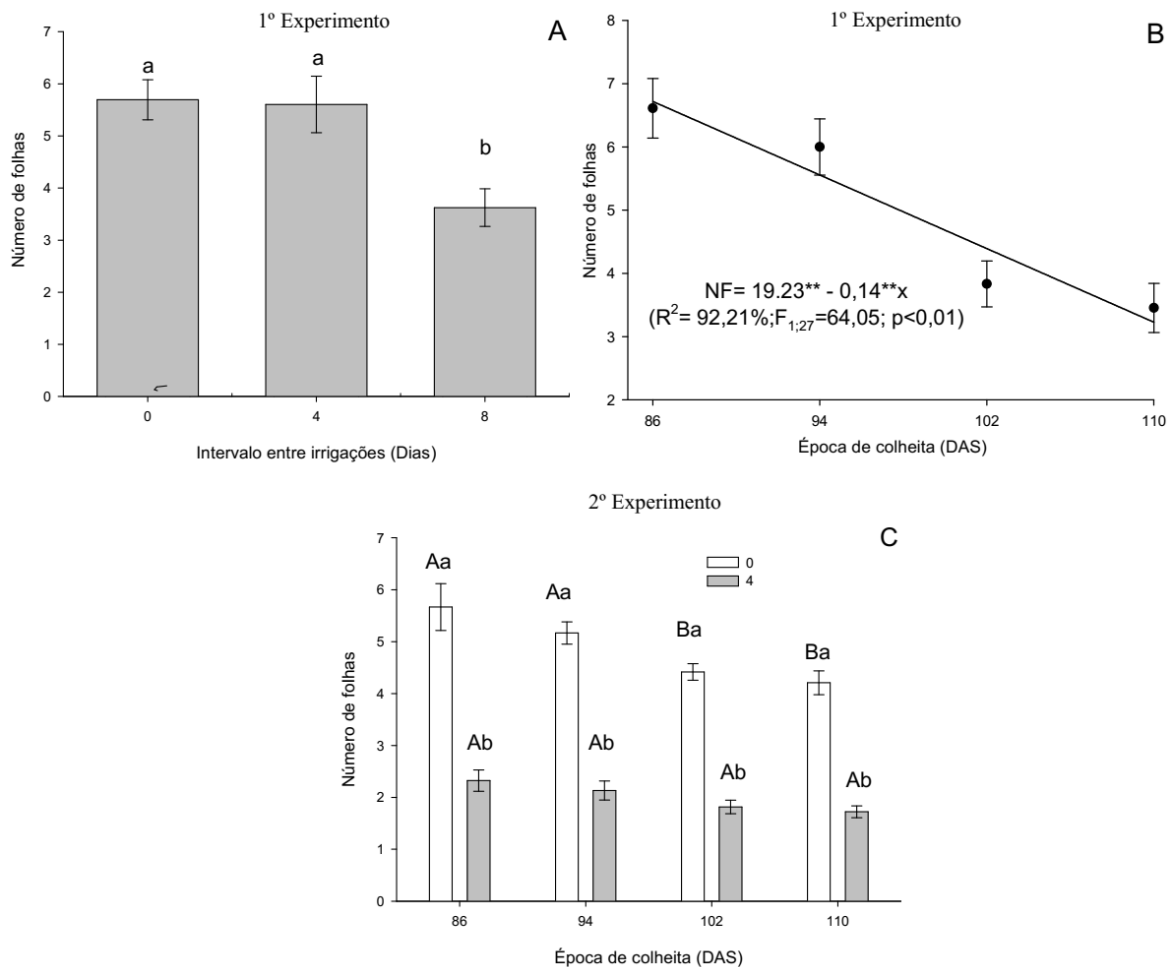 1º Experimento
A
Número de folhas
7
6
5
4
3
2
1
0
a
a
b
0
4
8
Intervalo entre irrigações (Dias)
1º Experimento
B
Número de folhas
8
7
6
5
4
3
2
NF= 19.23** - 0,14**x
(R²= 92,21%;F1;27=64,05; p<0,01)
86
94
102
110
Época de colheita (DAS)
2º Experimento
C
Número de folhas
7
6
5
4
3
2
1
0
0
4
Aa
Aa
Ba
Ba
Ab
Ab
Ab
Ab
86
94
102
110
Época de colheita (DAS)